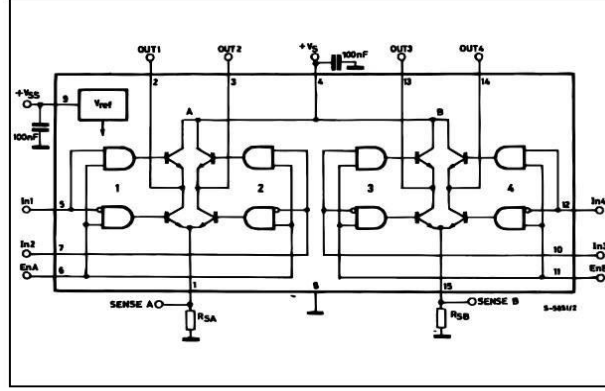 OUT1 OUT2 +Vs 100nF OUT3 OUT4
2 3 4 13 14
+Vss 9 Vref A B
100nF
1 2 3 4
In1 5 12 In4
In2 7 10 In3
EnA 6 11 EnB
1 8 15
SENSE A SENSE B S-5851/2
RSA RSB